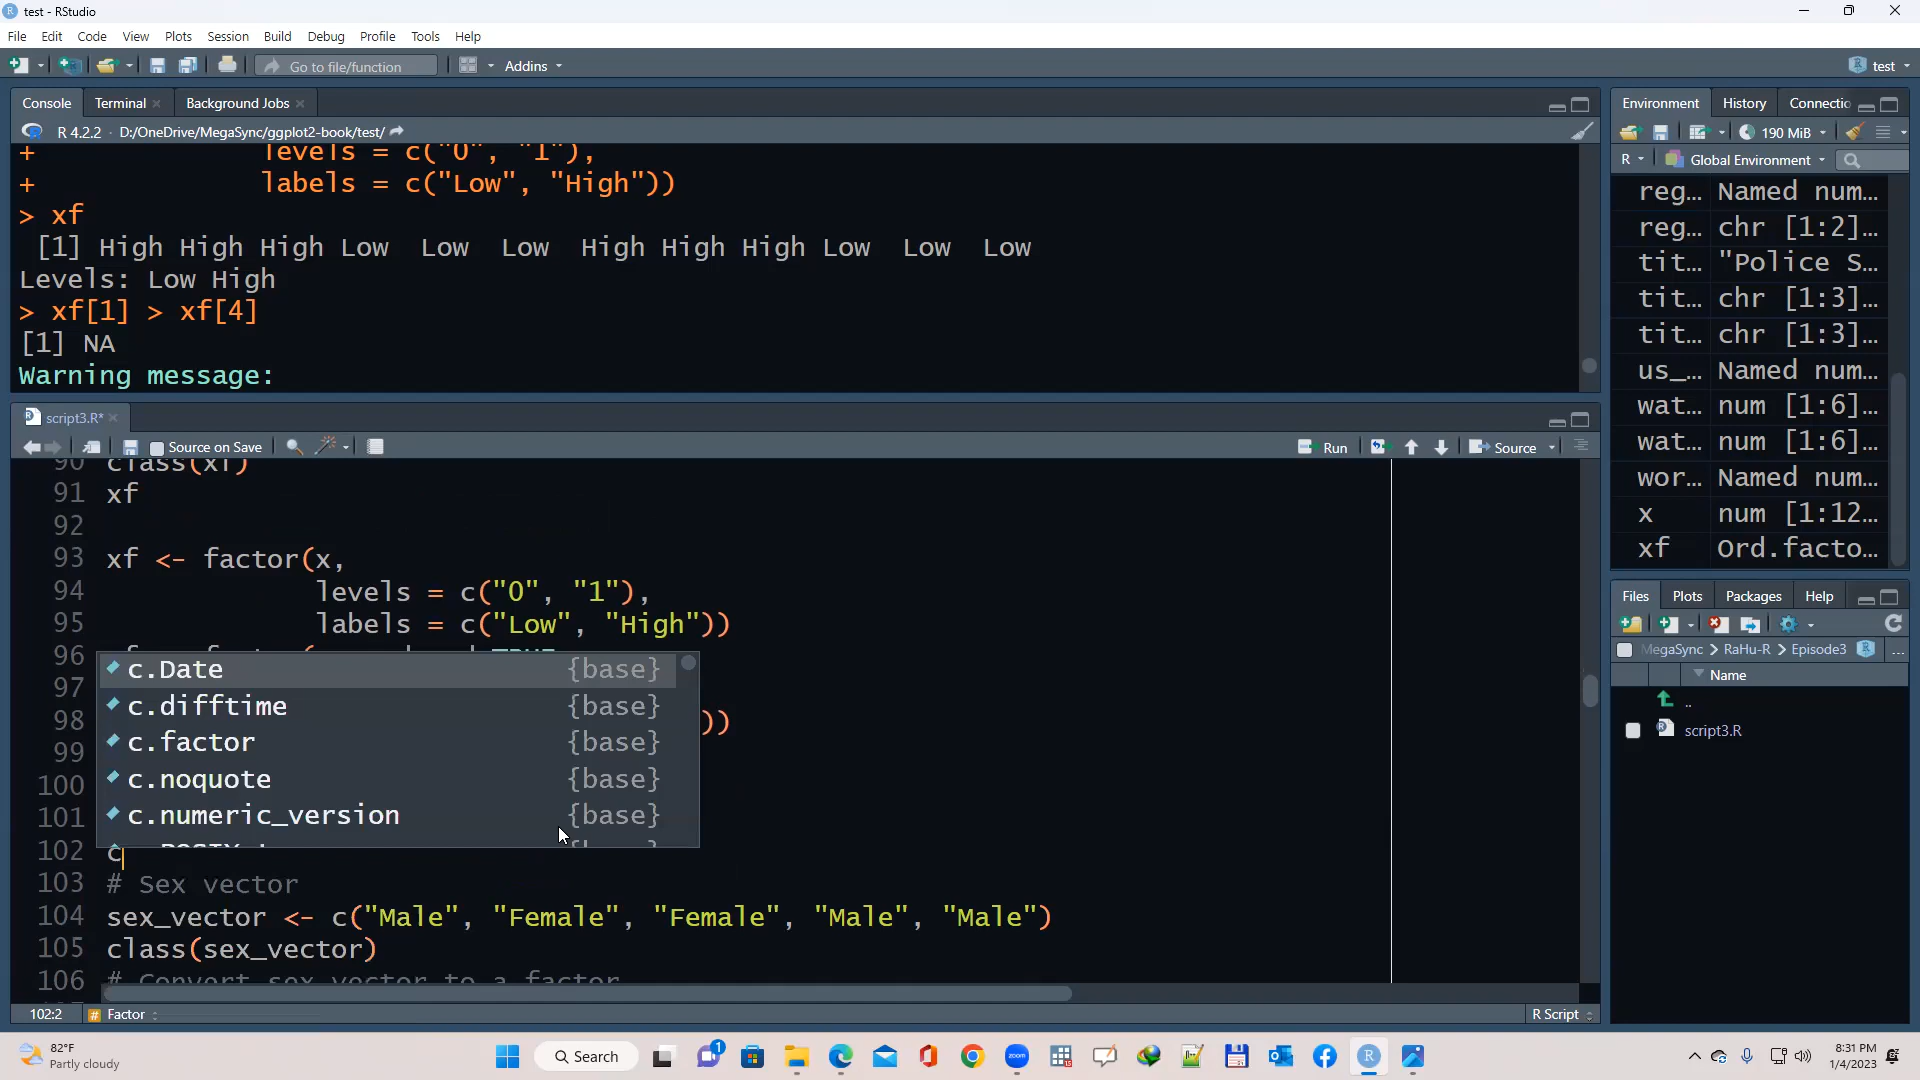 test - RStudio
File Edit Code View Plots Session Build Debug Profile Tools Help
Go to file/function Addins test
Console Terminal Background Jobs
R 4.2.2 · D:/OneDrive/MegaSync/ggplot2-book/test/
+ levels = c("0", "1"),
+ labels = c("Low", "High"))
> xf
[1] High High High Low Low Low High High High Low Low Low
Levels: Low High
> xf[1] > xf[4]
[1] NA
Warning message:
script3.R*
Source on Save Run Source
90 class(xf)
91 xf
92
93 xf <- factor(x,
94 levels = c("0", "1"),
95 labels = c("Low", "High"))
96
97
98 ))
99
100
101
102 c
c.Date {base}
c.difftime {base}
c.factor {base}
c.noquote {base}
c.numeric_version {base}
103 # Sex vector
104 sex_vector <- c("Male", "Female", "Female", "Male", "Male")
105 class(sex_vector)
106 # Convert sex vector to a factor
102:2 # Factor R Script
Environment History Connectio
190 MiB
R Global Environment
reg... Named num...
reg... chr [1:2]...
tit... "Police S...
tit... chr [1:3]...
tit... chr [1:3]...
us_... Named num...
wat... num [1:6]...
wat... num [1:6]...
wor... Named num...
x num [1:12...
xf Ord.facto...
Files Plots Packages Help
MegaSync > RaHu-R > Episode3 ...
Name
..
script3.R
82°F
Partly cloudy
Search
1
zoom
8:31 PM
1/4/2023